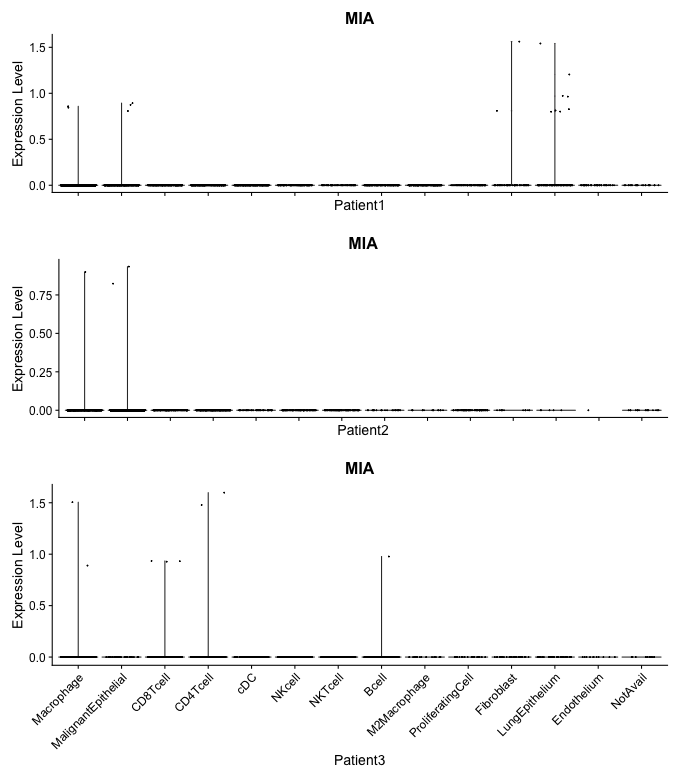 MIA
Expression Level
1.5
1.0
0.5
0.0
Patient1
MIA
Expression Level
0.75
0.50
0.25
0.00
Patient2
MIA
Expression Level
1.5
1.0
0.5
0.0
Macrophage
MalignantEpithelial
CD8Tcell
CD4Tcell
cDC
NKcell
NKTcell
Bcell
M2Macrophage
ProliferatingCell
Fibroblast
LungEpithelium
Endothelium
NotAvail
Patient3